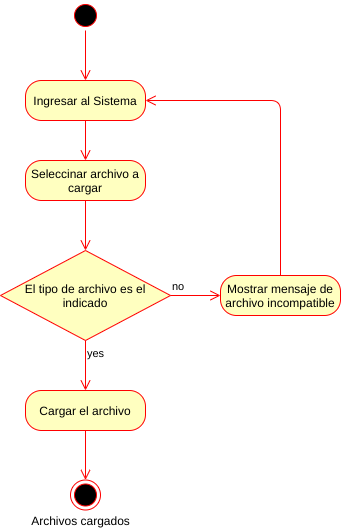 Ingresar al Sistema
Seleccinar archivo a
cargar
El tipo de archivo es el
indicado
no
Mostrar mensaje de
archivo incompatible
yes
Cargar el archivo
Archivos cargados